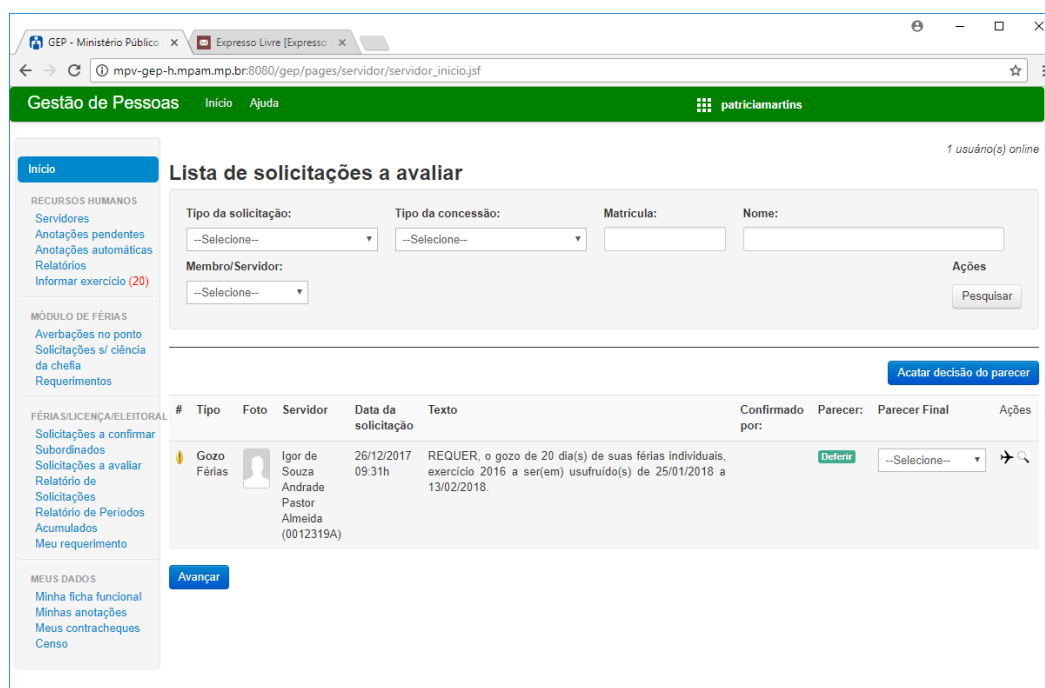 GEP - Ministério Público
Expresso Livre [Expresso
mpv-gep-h.mpam.mp.br:8080/gep/pages/servidor/servidor_inicio.jsf
Gestão de Pessoas
Início
Ajuda
patriciamartins
1 usuário(s) online
Início
RECURSOS HUMANOS
Servidores
Anotações pendentes
Anotações automáticas
Relatórios
Informar exercício (20)
MÓDULO DE FÉRIAS
Averbações no ponto
Solicitações s/ ciência
da chefia
Requerimentos
FÉRIAS/LICENÇA/ELEITORAL
Solicitações a confirmar
Subordinados
Solicitações a avaliar
Relatório de
Solicitações
Relatório de Períodos
Acumulados
Meu requerimento
MEUS DADOS
Minha ficha funcional
Minhas anotações
Meus contracheques
Censo
Lista de solicitações a avaliar
Tipo da solicitação:
--Selecione--
Tipo da concessão:
--Selecione--
Matrícula:
Nome:
Membro/Servidor:
--Selecione--
Ações
Pesquisar
Acatar decisão do parecer
# Tipo Foto Servidor Data da solicitação Texto Confirmado por: Parecer: Parecer Final Ações
Gozo
Férias
Igor de
Souza
Andrade
Pastor
Almeida
(0012319A)
26/12/2017
09:31h
REQUER, o gozo de 20 dia(s) de suas férias individuais,
exercício 2016 a ser(em) usufruído(s) de 25/01/2018 a
13/02/2018.
Deferir
--Selecione--
Avançar